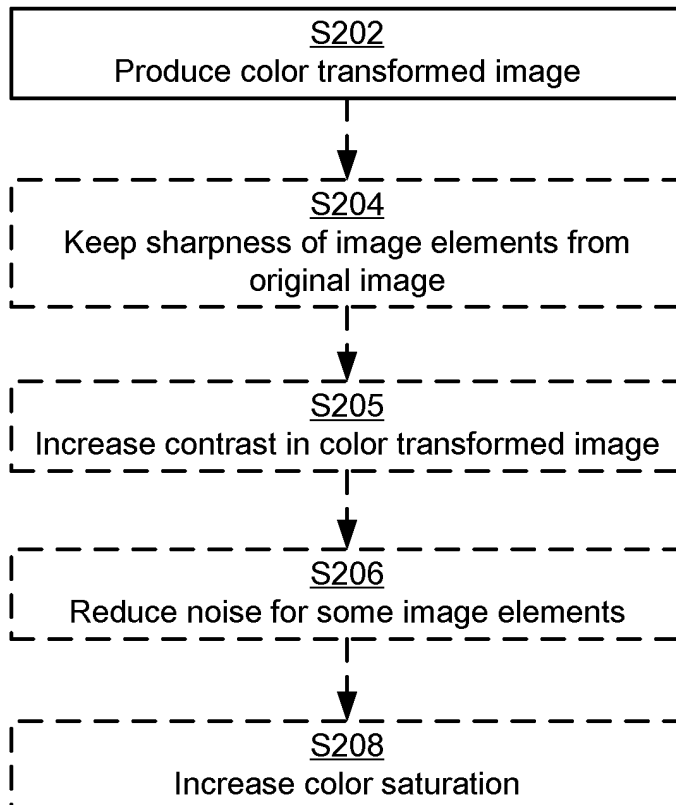 S202
Produce color transformed image
S204
Keep sharpness of image elements from
original image
S205
Increase contrast in color transformed image
S206
Reduce noise for some image elements
S208
Increase color saturation